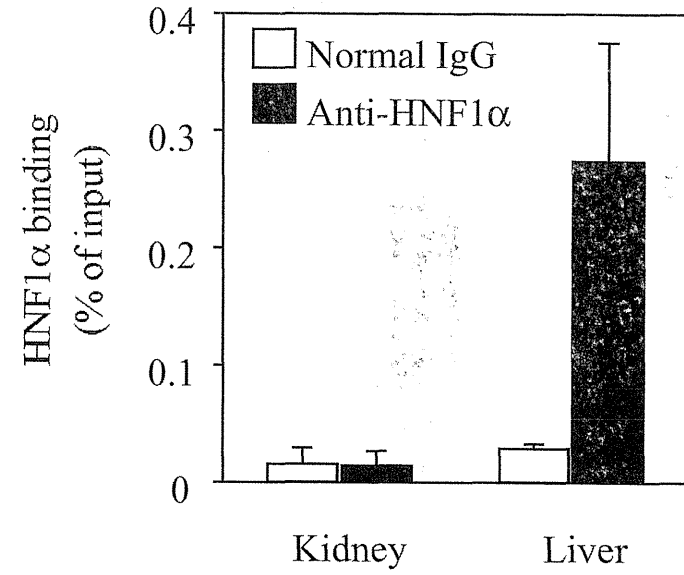 HNF1α binding
(% of input)
0.4
0.3
0.2
0.1
0
Normal IgG
Anti-HNF1α
Kidney
Liver